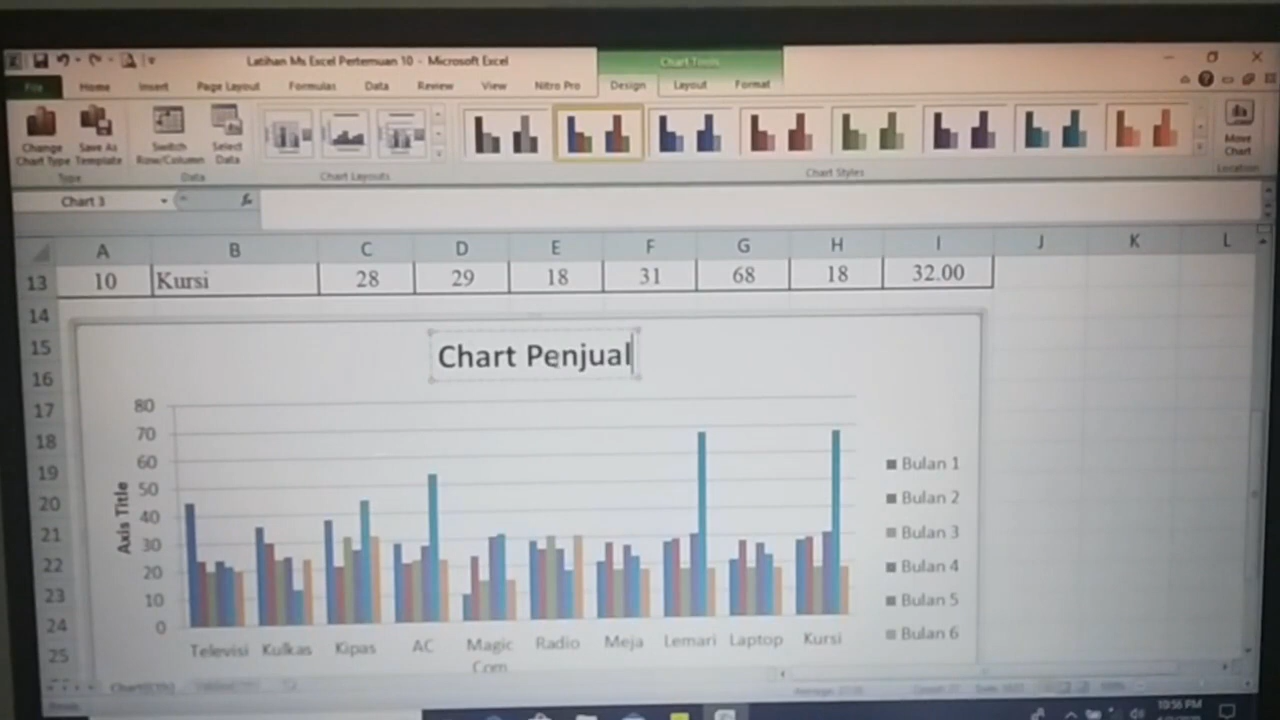 Latihan Ms Excel Pertemuan 10 - Microsoft Excel
Chart Tools
File Home Insert Page Layout Formulas Data Review View Nitro Pro Design Layout Format
Change Chart Type
Save As Template
Switch Row/Column
Select Data
Move Chart
Type Data Chart Layouts Chart Styles Location
Chart 3 fx
A B C D E F G H I J K L
13 10 Kursi 28 29 18 31 68 18 32.00
14
15
16
17
18
19
20
21
22
23
24
25
Chart Penjual
80
70
60
50
40
30
20
10
0
Axis Title
Televisi Kulkas Kipas AC Magic Com Radio Meja Lemari Laptop Kursi
Bulan 1
Bulan 2
Bulan 3
Bulan 4
Bulan 5
Bulan 6
10:56 PM